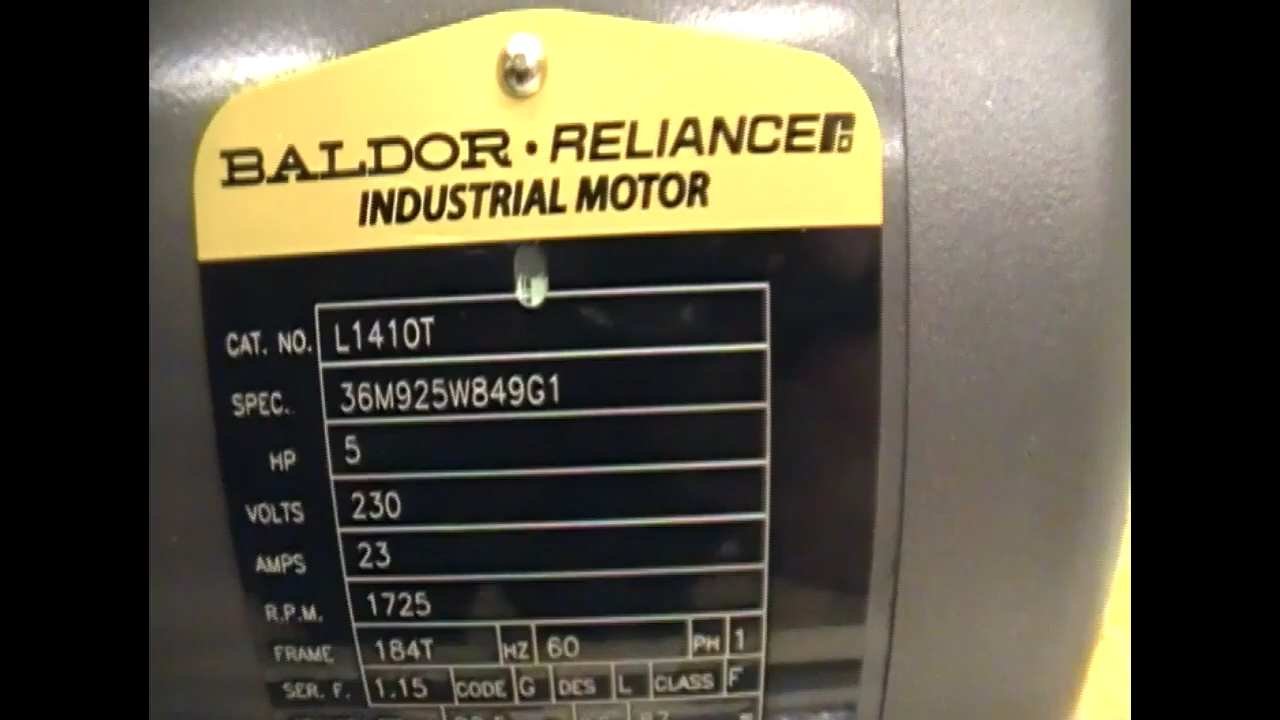 BALDOR · RELIANCE
INDUSTRIAL MOTOR
CAT. NO. L1410T
SPEC. 36M925W849G1
HP 5
VOLTS 230
AMPS 23
R.P.M. 1725
FRAME 184T HZ 60 PH 1
SER. F. 1.15 CODE G DES L CLASS F